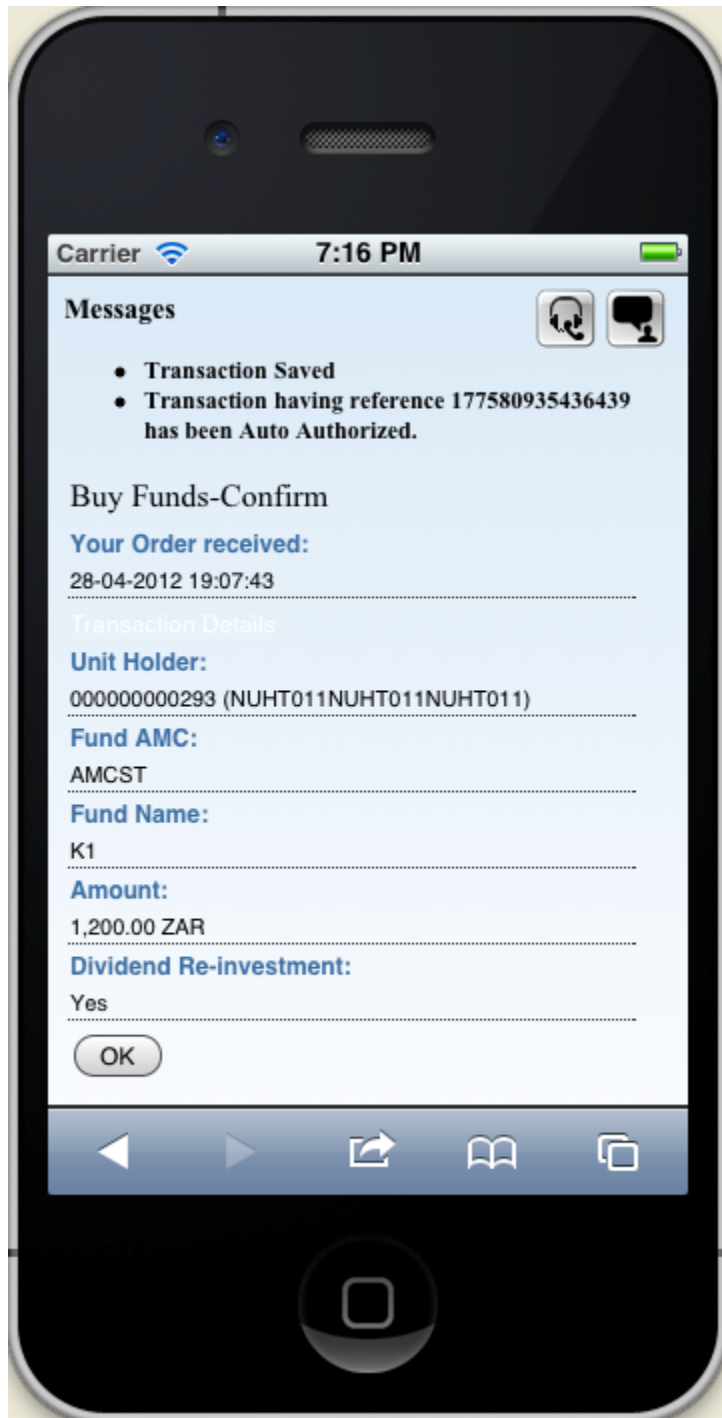 Carrier 7:16 PM
Messages
Transaction Saved
Transaction having reference 177580935436439
has been Auto Authorized.
Buy Funds-Confirm
Your Order received:
28-04-2012 19:07:43
Transaction Details
Unit Holder:
000000000293 (NUHT011NUHT011NUHT011)
Fund AMC:
AMCST
Fund Name:
K1
Amount:
1,200.00 ZAR
Dividend Re-investment:
Yes
OK